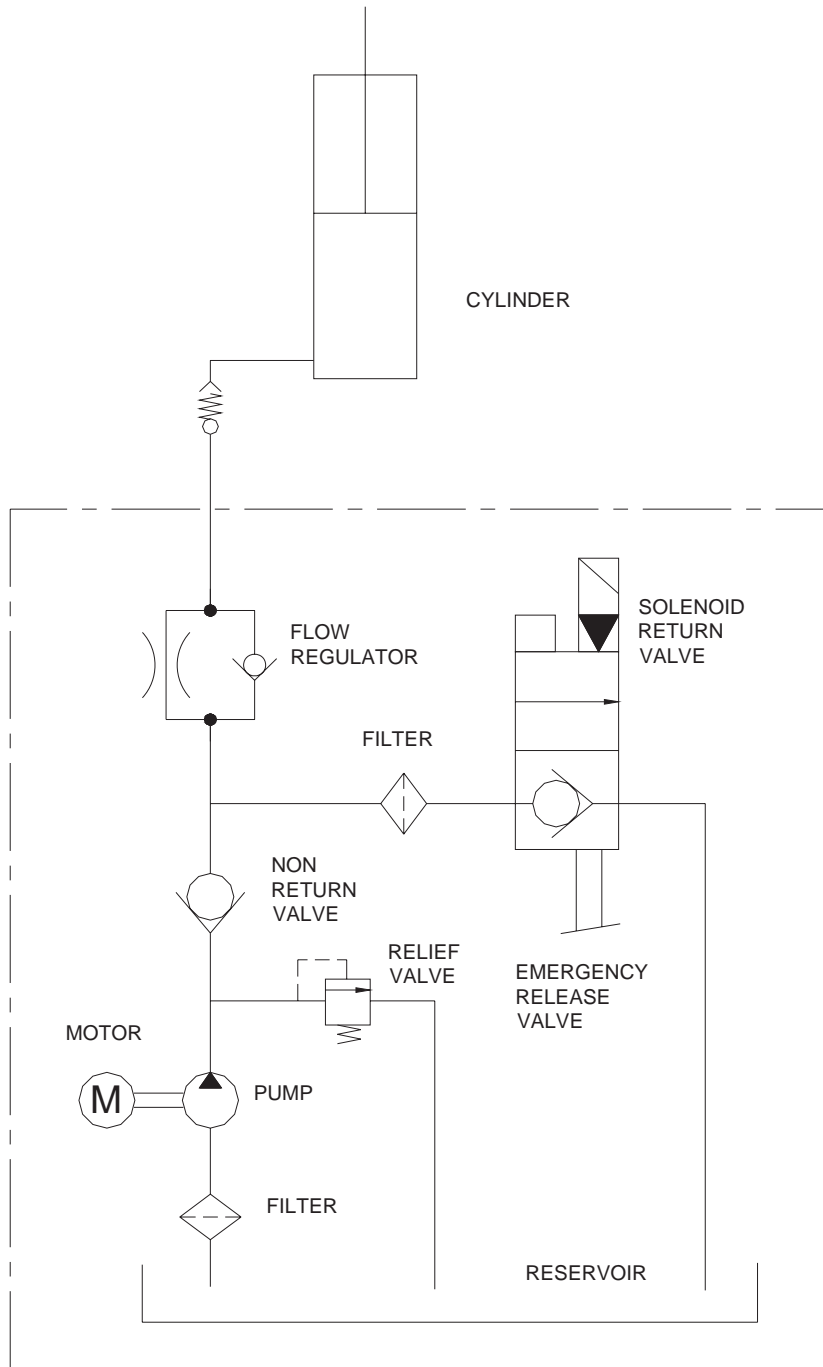 CYLINDER
FLOW
REGULATOR
SOLENOID
RETURN
VALVE
FILTER
NON
RETURN
VALVE
RELIEF
VALVE
EMERGENCY
RELEASE
VALVE
MOTOR
M
PUMP
FILTER
RESERVOIR